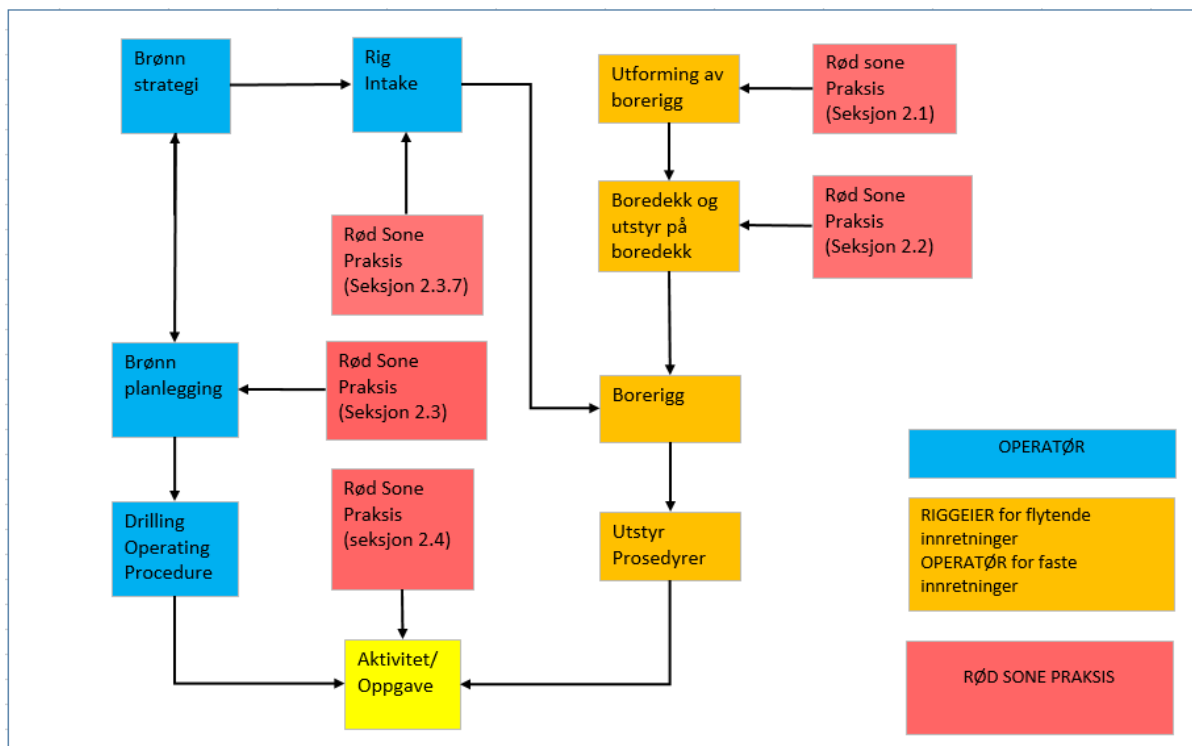 Brønn
strategi
Rig
Intake
Utforming av
borerigg
Rød sone
Praksis
(Seksjon 2.1)
Boredekk og
utstyr på
boredekk
Rød Sone
Praksis
(Seksjon 2.2)
Rød Sone
Praksis
(Seksjon 2.3.7)
Brønn
planlegging
Rød Sone
Praksis
(Seksjon 2.3)
Borerigg
OPERATØR
Rød Sone
Praksis
(seksjon 2.4)
Drilling
Operating
Procedure
Utstyr
Prosedyrer
RIGGEIER for flytende
innretninger
OPERATØR for faste
innretninger
Aktivitet/
Oppgave
RØD SONE PRAKSIS